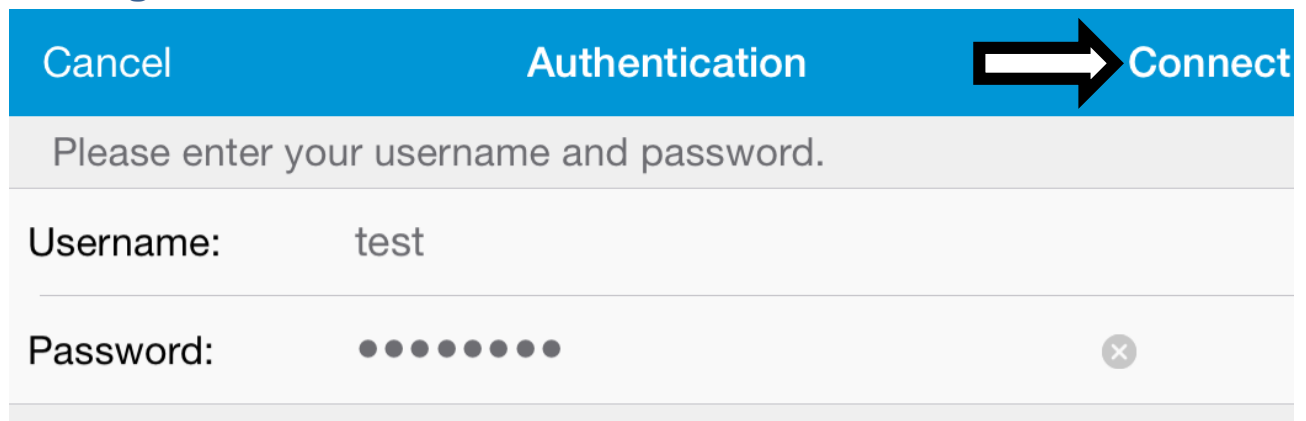 Cancel Authentication Connect
Please enter your username and password.
Username: test
Password: ••••••••